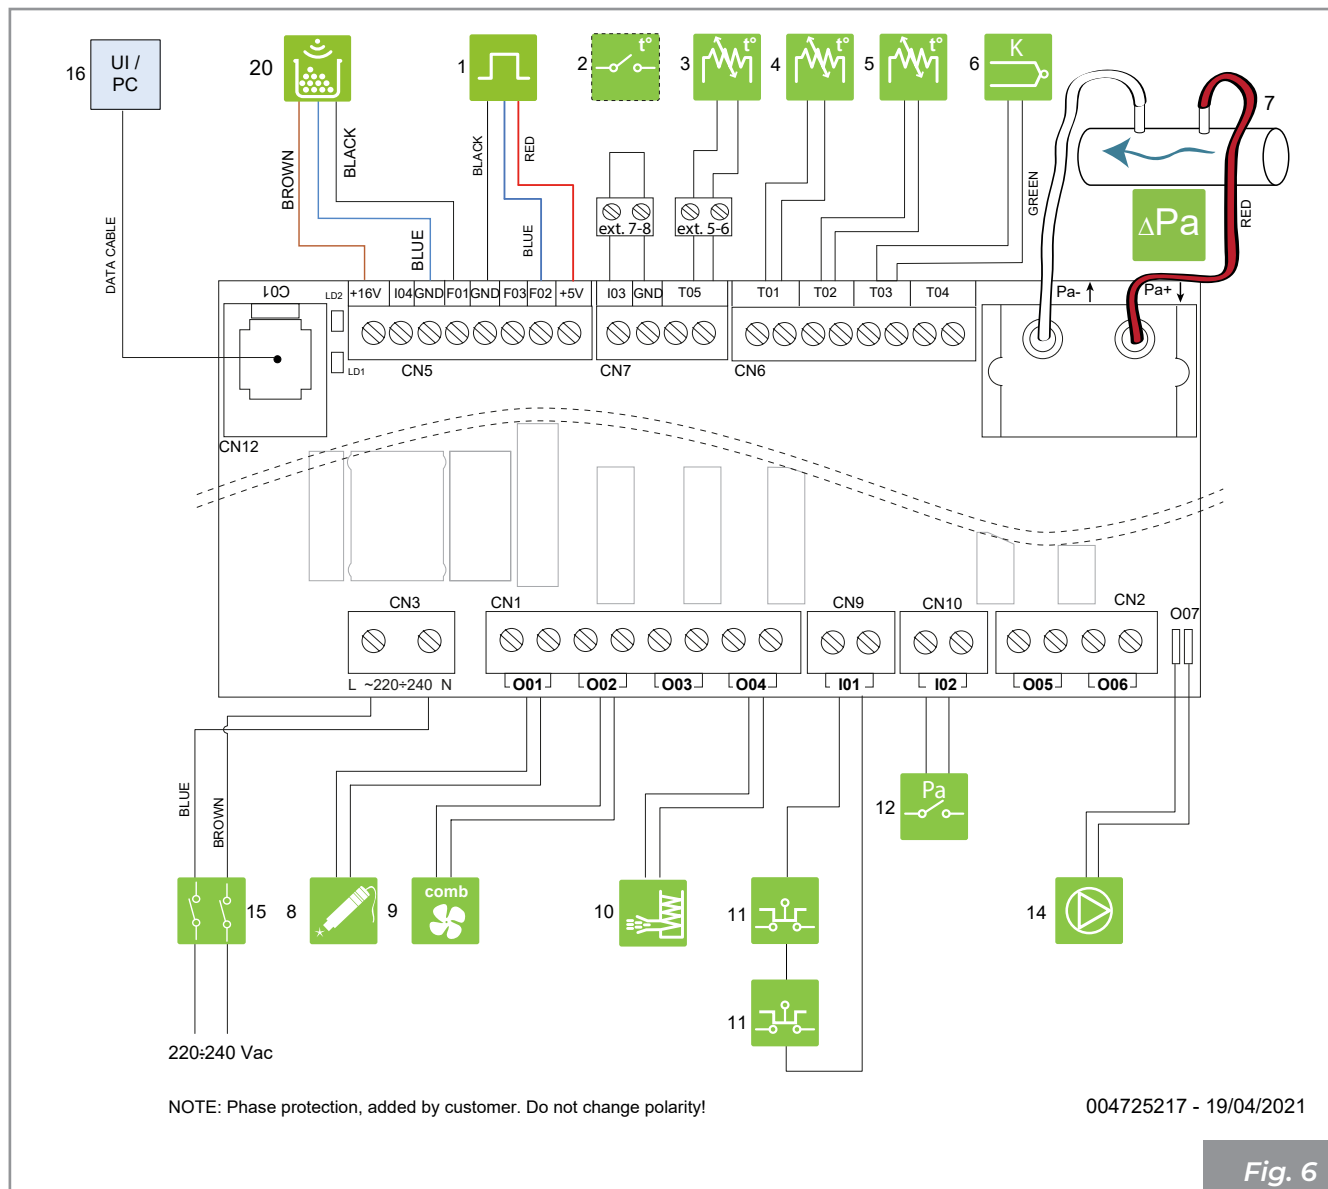 16
UI /
PC
20
1
2
t°
3
t°
4
t°
5
t°
6
K
7
BROWN
BLACK
BLACK
RED
BLUE
BLUE
GREEN
RED
DATA CABLE
ΔPa
ext. 7-8
ext. 5-6
C01
LD2
+16V
I04
GND
F01
GND
F03
F02
+5V
I03
GND
T05
T01
T02
T03
T04
Pa-
Pa+
LD1
CN5
CN7
CN6
CN12
CN3
CN1
CN9
CN10
CN2
O07
L ~220÷240 N
O01
O02
O03
O04
I01
I02
O05
O06
BLUE
BROWN
12
Pa
15
8
9
comb
10
11
14
11
220÷240 Vac
NOTE: Phase protection, added by customer. Do not change polarity!
004725217 - 19/04/2021
Fig. 6